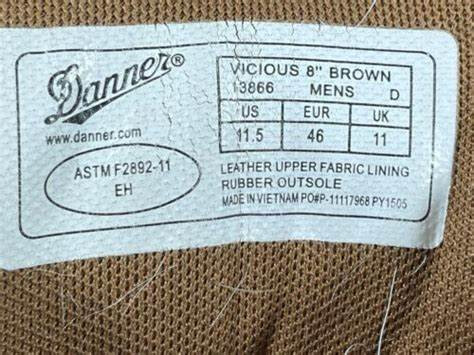 Danner®
www.danner.com
ASTM F2892-11
EH
VICIOUS 8" BROWN
13866 MENS D
US EUR UK
11.5 46 11
LEATHER UPPER FABRIC LINING
RUBBER OUTSOLE
MADE IN VIETNAM PO#P-11117968 PY1505